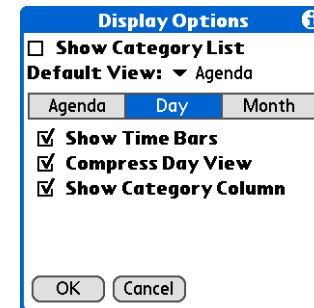 Display Options i
Show Category List
Default View: Agenda
Agenda Day Month
Show Time Bars
Compress Day View
Show Category Column
OK Cancel